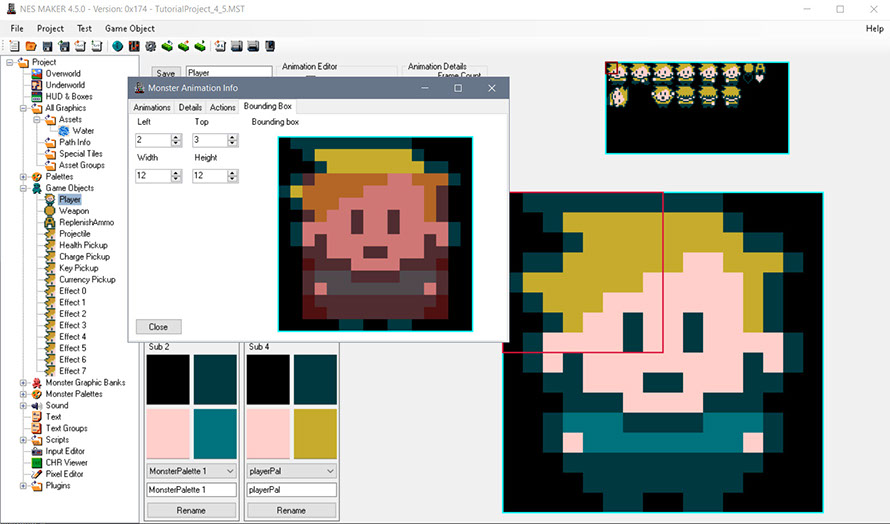 NES MAKER 4.5.0 - Version: 0x174 - TutorialProject_4_5.MST
File Project Test Game Object Help
Project
Overworld
Underworld
HUD & Boxes
All Graphics
Assets
Water
Path Info
Special Tiles
Asset Groups
Palettes
Game Objects
Player
Weapon
ReplenishAmmo
Projectile
Health Pickup
Charge Pickup
Key Pickup
Currency Pickup
Effect 0
Effect 1
Effect 2
Effect 3
Effect 4
Effect 5
Effect 6
Effect 7
Monster Graphic Banks
Monster Palettes
Sound
Text
Text Groups
Scripts
Input Editor
CHR Viewer
Pixel Editor
Plugins
Save Player Animation Editor Animation Details
Frame Count
Monster Animation Info
Animations Details Actions Bounding Box
Left Top Bounding box
2 3
Width Height
12 12
Close
Sub 2 Sub 4
MonsterPalette 1 playerPal
MonsterPalette 1 playerPal
Rename Rename